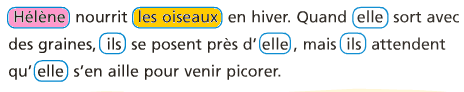 Hélène nourrit les oiseaux en hiver. Quand elle sort avec
des graines, ils se posent près d'elle, mais ils attendent
qu'elle s'en aille pour venir picorer.